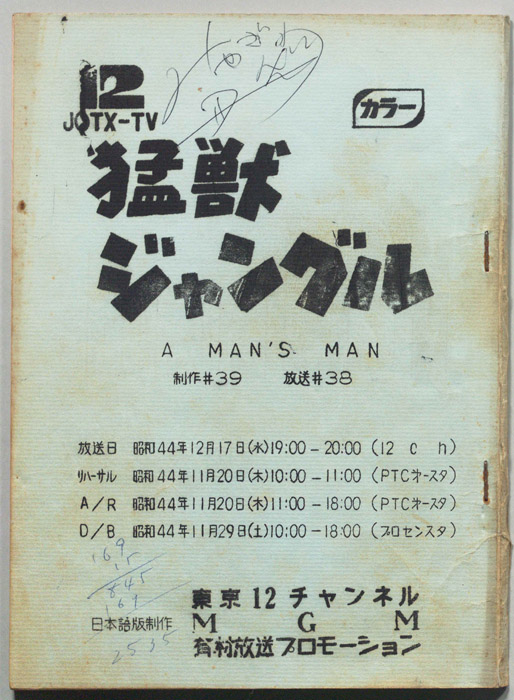 12
JOTX-TV
カラー
猛獣
ジャングル
A MAN'S MAN
制作#39 放送#38
放送日 昭和44年12月17日(水)19:00－20:00(12ch)
リハーサル 昭和44年11月20日(木)10:00－11:00(PTCオースタ)
A/R 昭和44年11月20日(木)11:00－18:00(PTCオースタ)
D/B 昭和44年11月29日(土)10:00－18:00(プロセンスタ)
169
15
845
169
2535
東京12チャンネル
日本語版制作 MGM
有村放送プロモーション